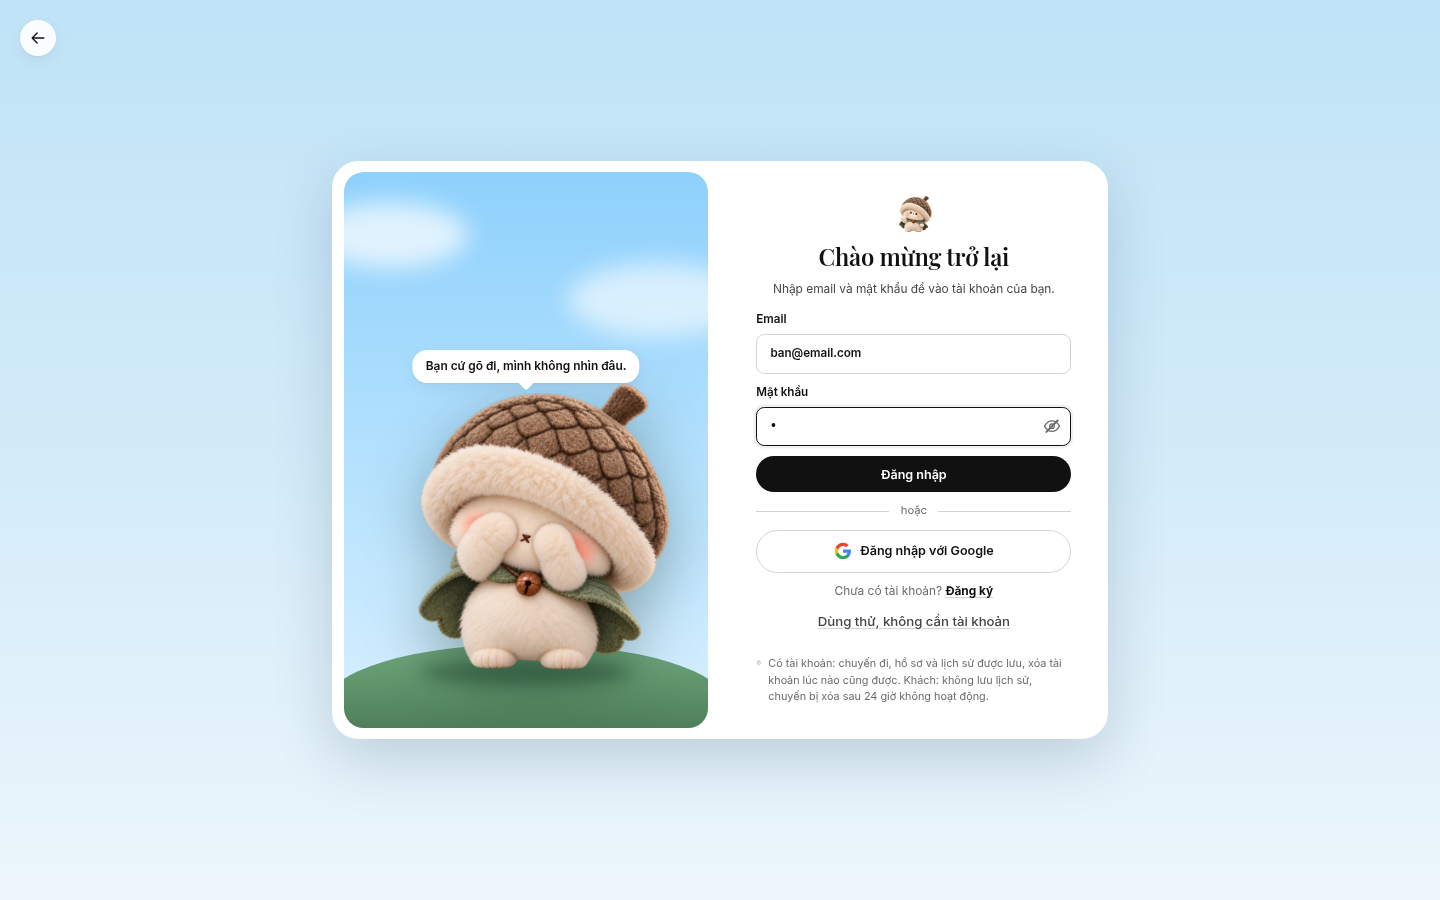 Bạn cứ gõ đi, mình không nhìn đâu.
Chào mừng trở lại
Nhập email và mật khẩu để vào tài khoản của bạn.
Email
ban@email.com
Mật khẩu
•
Đăng nhập
hoặc
Đăng nhập với Google
Chưa có tài khoản? Đăng ký
Dùng thử, không cần tài khoản
Có tài khoản: chuyến đi, hồ sơ và lịch sử được lưu, xóa tài
khoản lúc nào cũng được. Khách: không lưu lịch sử,
chuyến bị xóa sau 24 giờ không hoạt động.